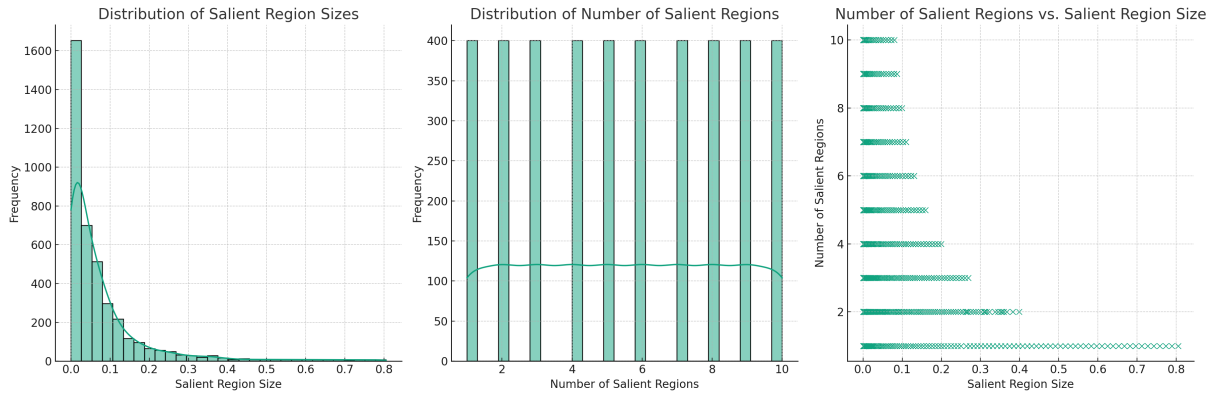 Distribution of Salient Region Sizes
Frequency
1600
1400
1200
1000
800
600
400
200
0
0.0 0.1 0.2 0.3 0.4 0.5 0.6 0.7 0.8
Salient Region Size
Distribution of Number of Salient Regions
Frequency
400
350
300
250
200
150
100
50
0
2 4 6 8 10
Number of Salient Regions
Number of Salient Regions vs. Salient Region Size
Number of Salient Regions
10
8
6
4
2
0.0 0.1 0.2 0.3 0.4 0.5 0.6 0.7 0.8
Salient Region Size